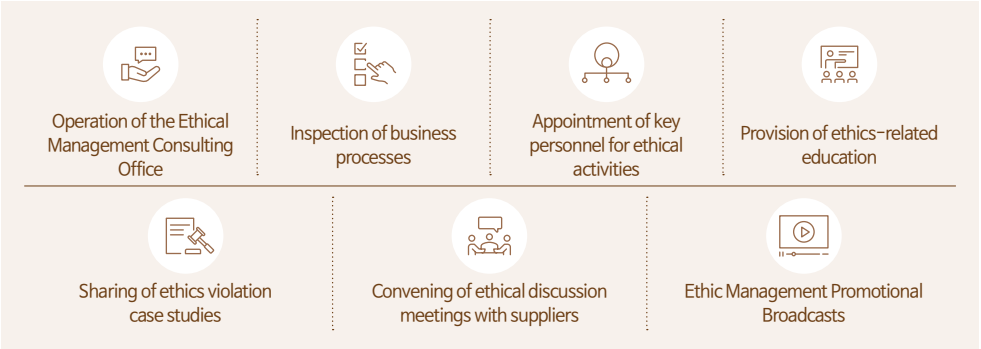 Operation of the Ethical
Management Consulting
Office
Inspection of business
processes
Appointment of key
personnel for ethical
activities
Provision of ethics-related
education
Sharing of ethics violation
case studies
Convening of ethical discussion
meetings with suppliers
Ethic Management Promotional
Broadcasts